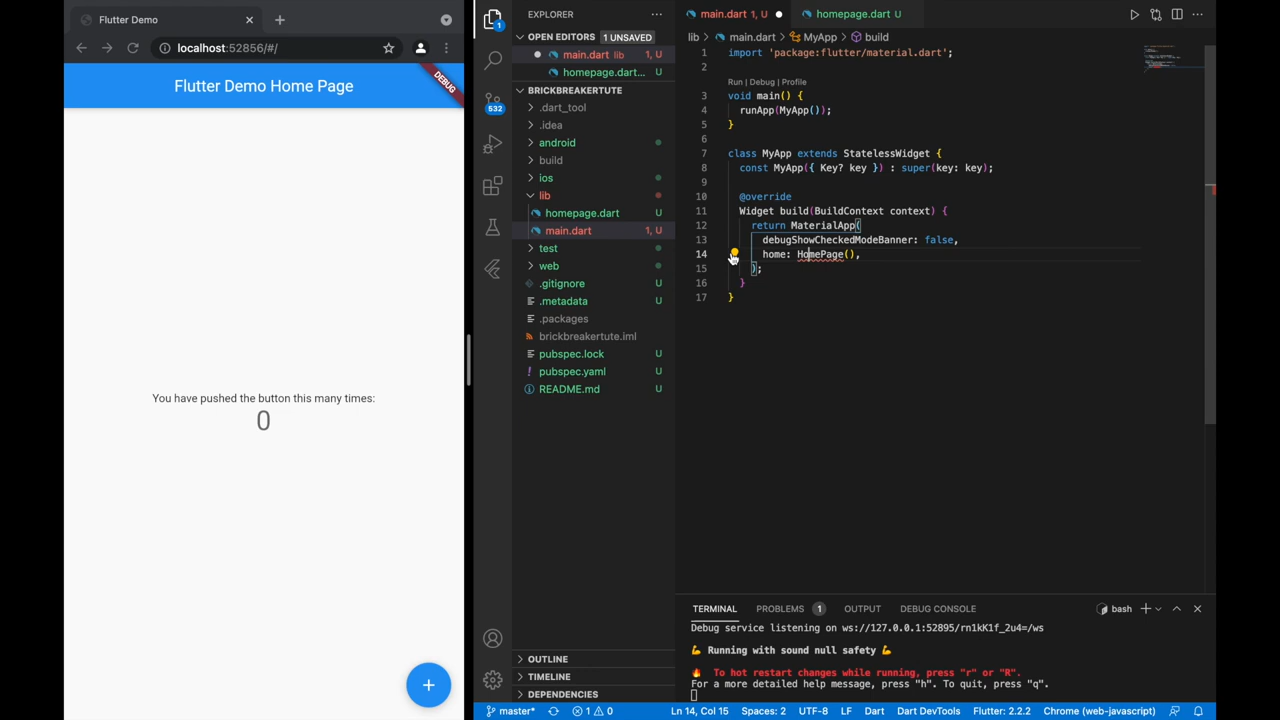 Flutter Demo
localhost:52856/#/
Flutter Demo Home Page
DEBUG
You have pushed the button this many times:
0
+
1
532
EXPLORER
OPEN EDITORS 1 UNSAVED
main.dart lib 1, U
homepage.dart... U
BRICKBREAKERTUTE
.dart_tool
.idea
android
build
ios
lib
homepage.dart U
main.dart 1, U
test
web
.gitignore U
.metadata U
.packages
brickbreakertute.iml
pubspec.lock U
pubspec.yaml U
README.md U
OUTLINE
TIMELINE
DEPENDENCIES
main.dart 1, U homepage.dart U
lib > main.dart > MyApp > build
1 import 'package:flutter/material.dart';
2
Run | Debug | Profile
3 void main() {
4 runApp(MyApp());
5 }
6
7 class MyApp extends StatelessWidget {
8 const MyApp({ Key? key }) : super(key: key);
9
10 @override
11 Widget build(BuildContext context) {
12 return MaterialApp(
13 debugShowCheckedModeBanner: false,
14 home: HomePage(),
15 );
16 }
17 }
TERMINAL PROBLEMS 1 OUTPUT DEBUG CONSOLE bash
Debug service listening on ws://127.0.0.1:52895/rn1kK1f_2u4=/ws
💪 Running with sound null safety 💪
🔥 To hot restart changes while running, press "r" or "R".
For a more detailed help message, press "h". To quit, press "q".
master* 1 0 Ln 14, Col 15 Spaces: 2 UTF-8 LF Dart Dart DevTools Flutter: 2.2.2 Chrome (web-javascript)